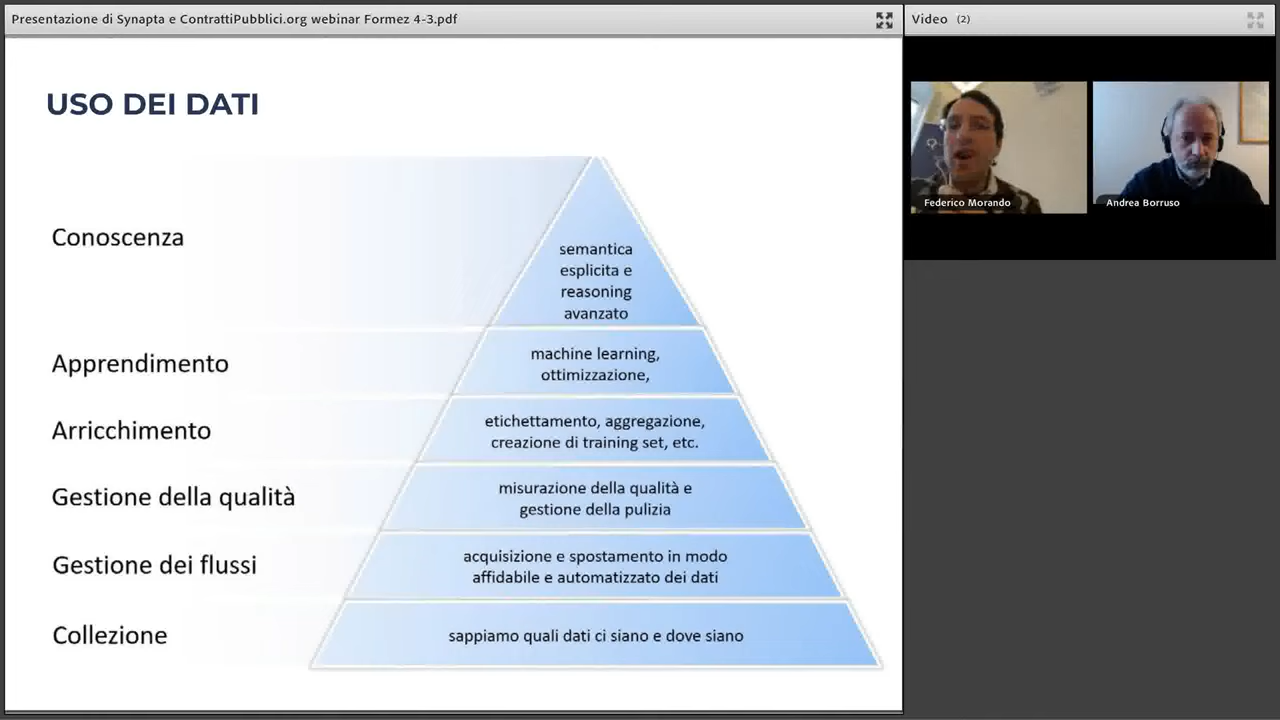 Presentazione di Synapta e ContrattiPubblici.org webinar Formez 4-3.pdf
Video (2)
USO DEI DATI
Conoscenza
semantica
esplicita e
reasoning
avanzato
Apprendimento
machine learning,
ottimizzazione,
Arricchimento
etichettamento, aggregazione,
creazione di training set, etc.
Gestione della qualità
misurazione della qualità e
gestione della pulizia
Gestione dei flussi
acquisizione e spostamento in modo
affidabile e automatizzato dei dati
Collezione
sappiamo quali dati ci siano e dove siano
Federico Morando
Andrea Borruso